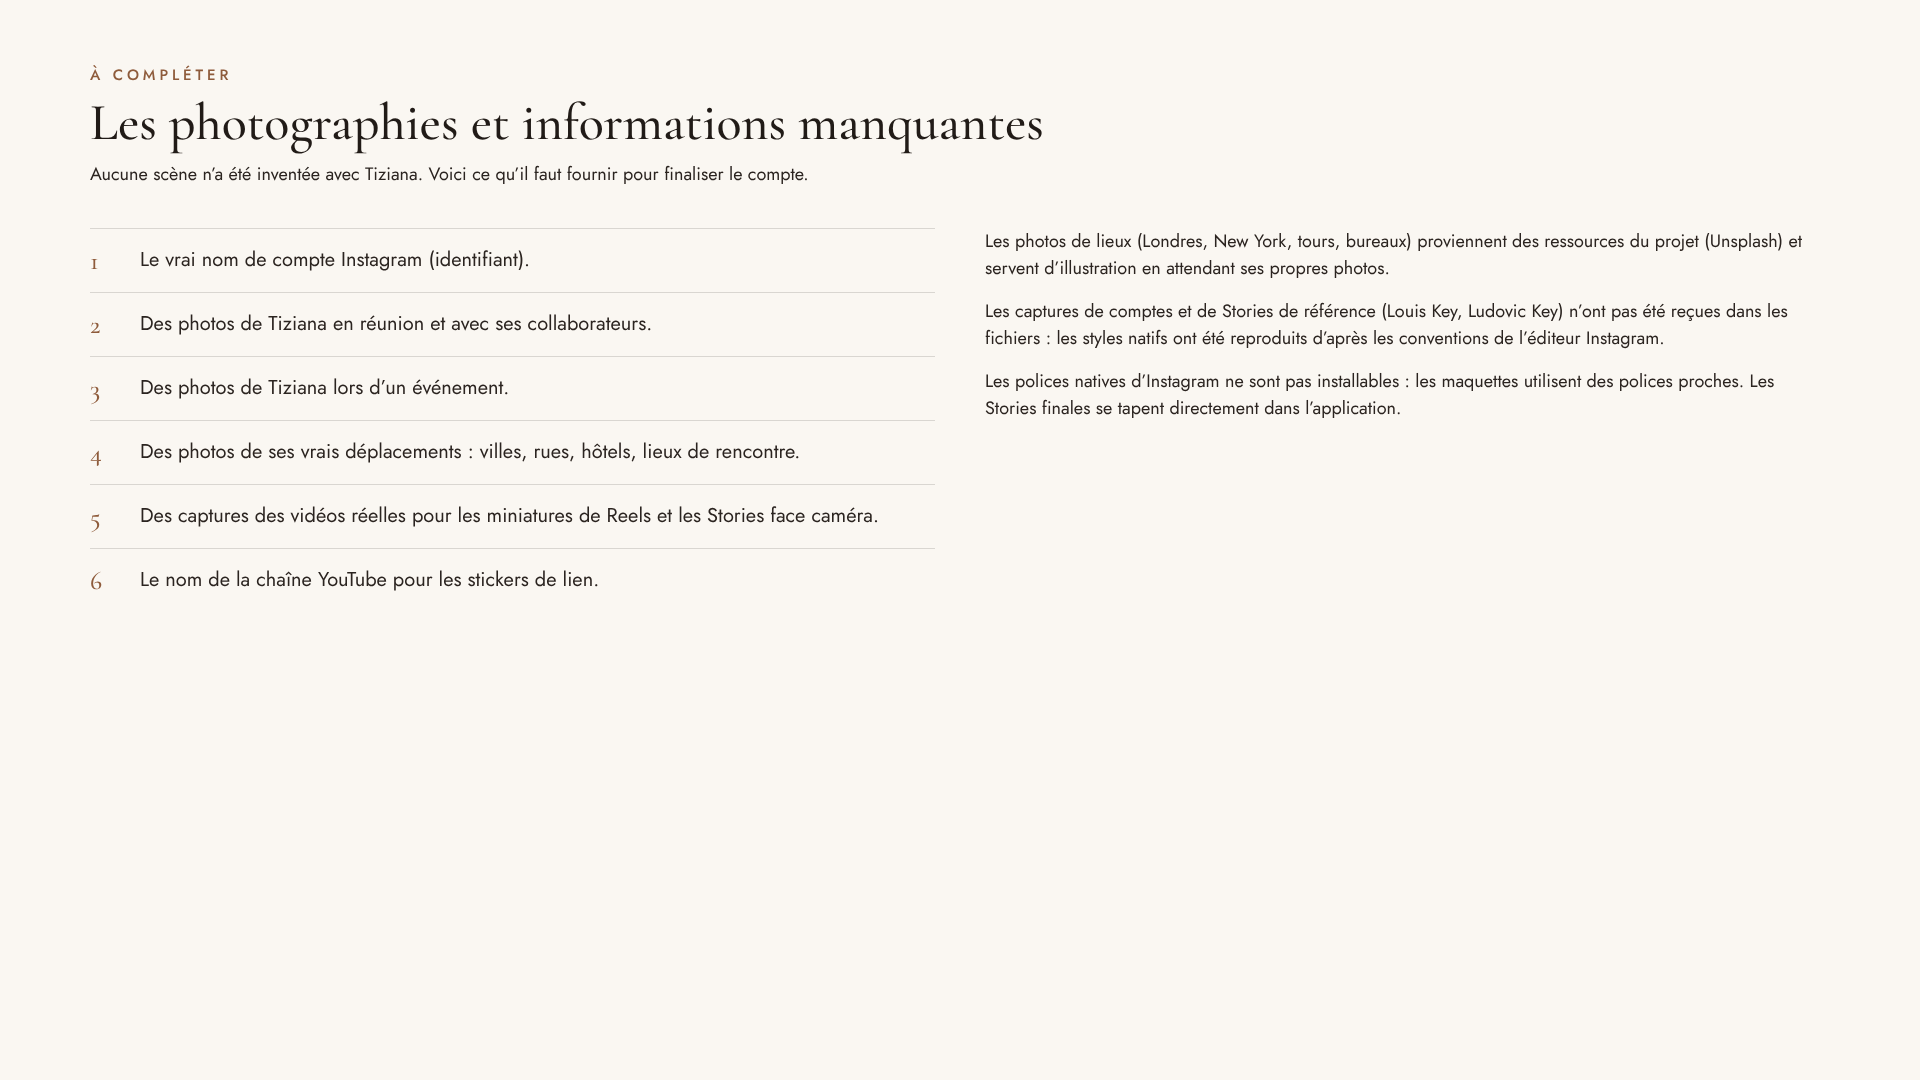 À COMPLÉTER
Les photographies et informations manquantes
Aucune scène n’a été inventée avec Tiziana. Voici ce qu’il faut fournir pour finaliser le compte.
1 Le vrai nom de compte Instagram (identifiant).
2 Des photos de Tiziana en réunion et avec ses collaborateurs.
3 Des photos de Tiziana lors d’un événement.
4 Des photos de ses vrais déplacements : villes, rues, hôtels, lieux de rencontre.
5 Des captures des vidéos réelles pour les miniatures de Reels et les Stories face caméra.
6 Le nom de la chaîne YouTube pour les stickers de lien.
Les photos de lieux (Londres, New York, tours, bureaux) proviennent des ressources du projet (Unsplash) et
servent d’illustration en attendant ses propres photos.
Les captures de comptes et de Stories de référence (Louis Key, Ludovic Key) n’ont pas été reçues dans les
fichiers : les styles natifs ont été reproduits d’après les conventions de l’éditeur Instagram.
Les polices natives d’Instagram ne sont pas installables : les maquettes utilisent des polices proches. Les
Stories finales se tapent directement dans l’application.